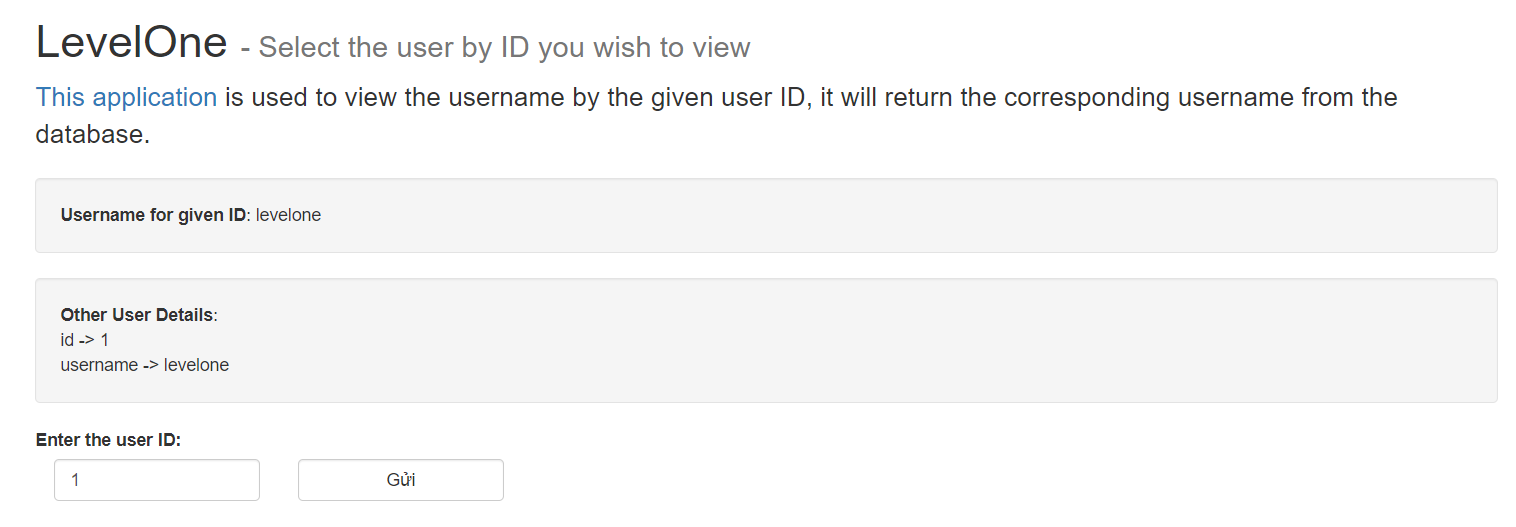 LevelOne - Select the user by ID you wish to view
This application is used to view the username by the given user ID, it will return the corresponding username from the
database.
Username for given ID: levelone
Other User Details:
id -> 1
username -> levelone
Enter the user ID:
1 Gửi